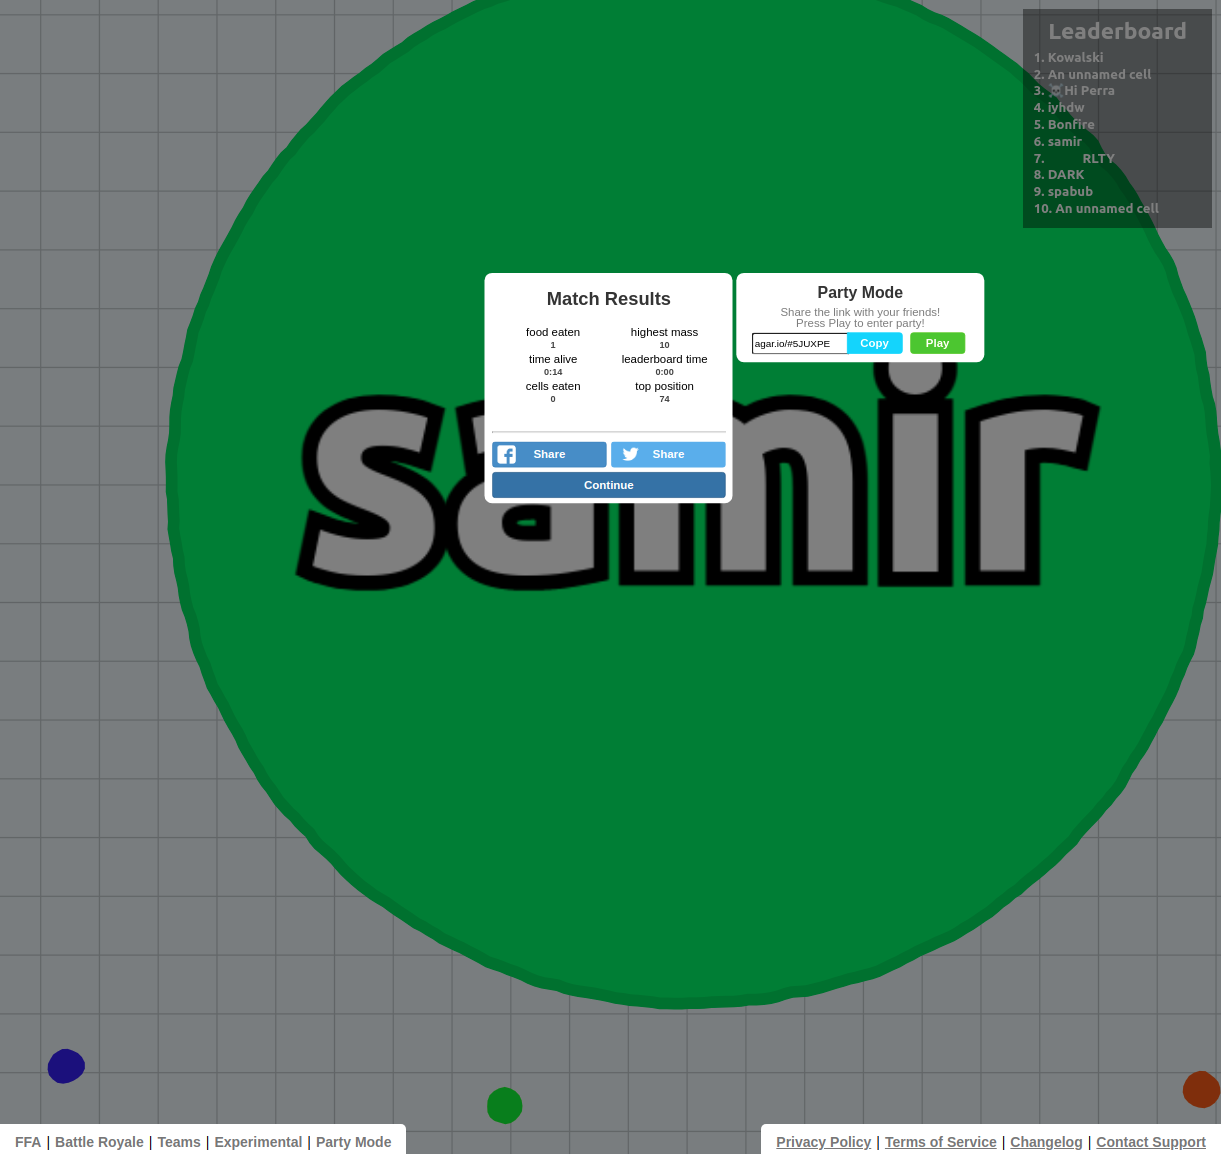 Leaderboard
1. Kowalski
2. An unnamed cell
3. ☠Hi Perra
4. iyhdw
5. Bonfire
6. samir
7. RLTY
8. DARK
9. spabub
10. An unnamed cell
Match Results
food eaten
1
highest mass
10
time alive
0:14
leaderboard time
0:00
cells eaten
0
top position
74
Share
Share
Continue
Party Mode
Share the link with your friends!
Press Play to enter party!
agar.io/#5JUXPE
Copy
Play
samir
FFA | Battle Royale | Teams | Experimental | Party Mode
Privacy Policy | Terms of Service | Changelog | Contact Support